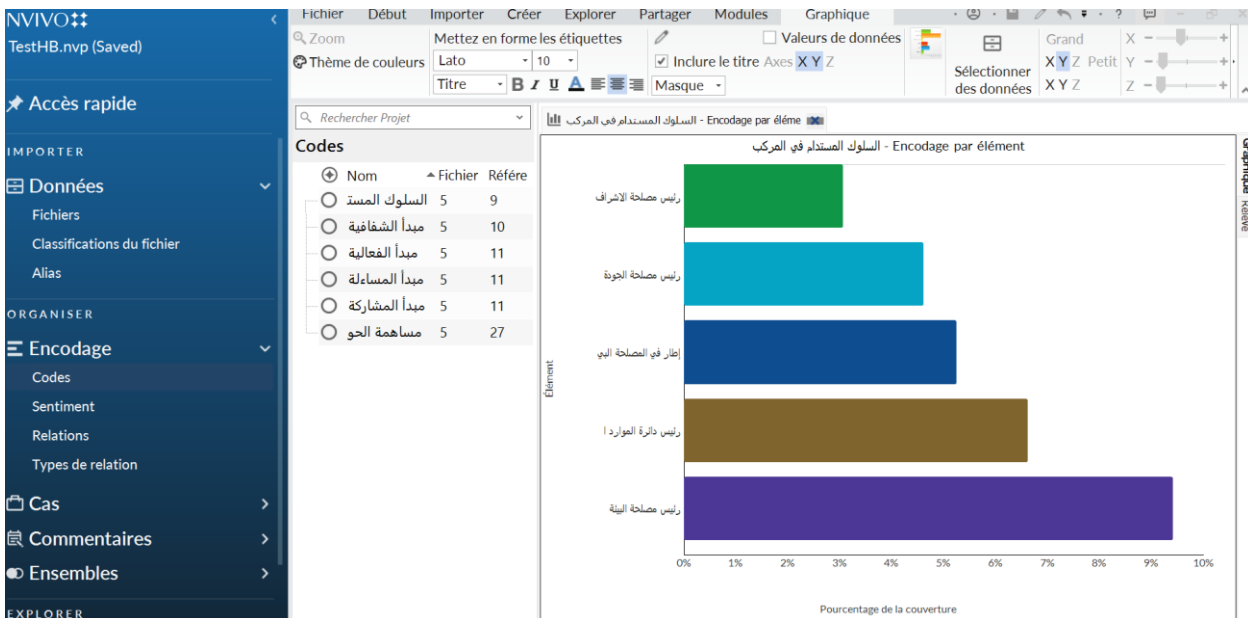 NVIVO
TestHB.nvp (Saved)
Accès rapide
IMPORTER
Données
Fichiers
Classifications du fichier
Alias
ORGANISER
Encodage
Codes
Sentiment
Relations
Types de relation
Cas
Commentaires
Ensembles
EXPLORER
Fichier Début Importer Créer Explorer Partager Modules Graphique
Zoom
Thème de couleurs
Mettez en forme les étiquettes
Lato 10
Titre B I U A
Valeurs de données
Inclure le titre Axes X Y Z
Masque
Sélectionner
des données
Grand
X Y Z Petit
X Y Z
X
Y
Z
Rechercher Projet
Codes
Nom Fichier Référe
السلوك المست 5 9
مبدأ الشفافية 5 10
مبدأ الفعالية 5 11
مبدأ المساءلة 5 11
مبدأ المشاركة 5 11
مساهمة الحو 5 27
السلوك المستدام في المركب - Encodage par éléme
السلوك المستدام في المركب - Encodage par élément
رئيس مصلحة الاشراف
رئيس مصلحة الجودة
إطار في المصلحة البي
رئيس دائرة الموارد ا
رئيس مصلحة البيئة
Élément
0% 1% 2% 3% 4% 5% 6% 7% 8% 9% 10%
Pourcentage de la couverture
Graphique
Relevé